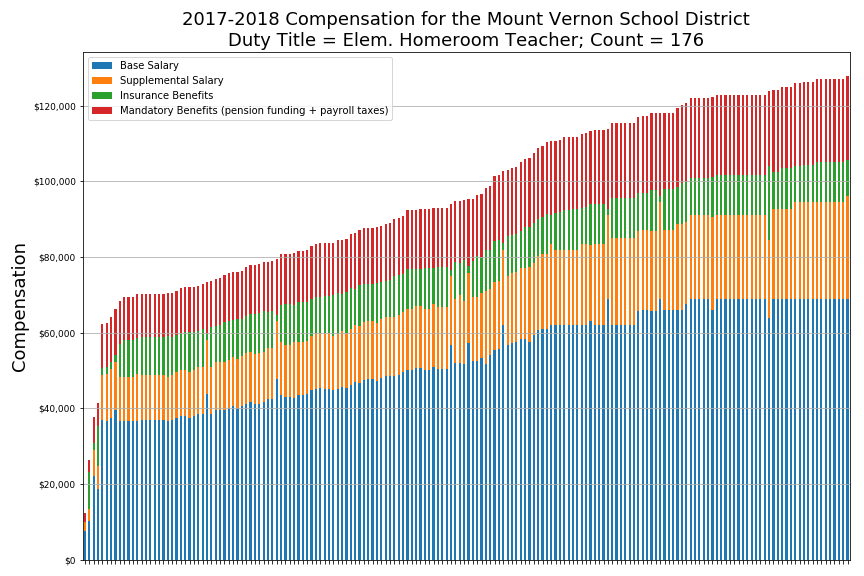 2017-2018 Compensation for the Mount Vernon School District
Duty Title = Elem. Homeroom Teacher; Count = 176
Base Salary
Supplemental Salary
Insurance Benefits
Mandatory Benefits (pension funding + payroll taxes)
$120,000
$100,000
$80,000
$60,000
$40,000
$20,000
$0
Compensation